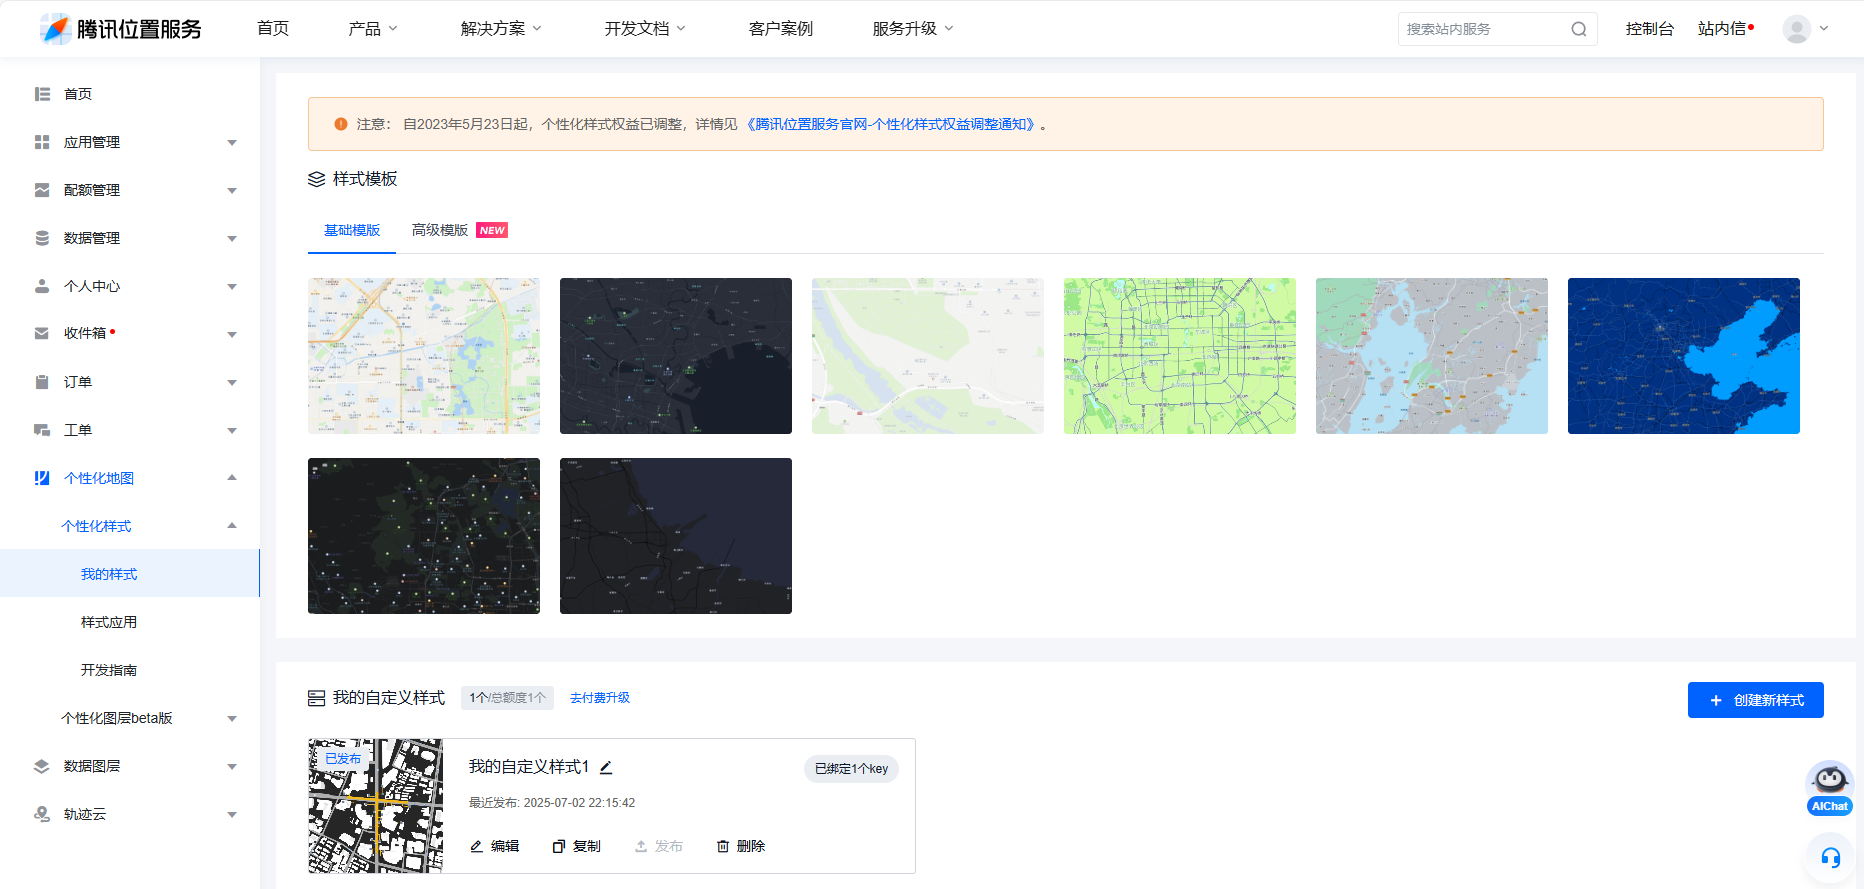 腾讯位置服务
首页
产品
解决方案
开发文档
客户案例
服务升级
搜索站内服务
控制台
站内信
首页
应用管理
配额管理
数据管理
个人中心
收件箱
订单
工单
个性化地图
个性化样式
我的样式
样式应用
开发指南
个性化图层beta版
数据图层
轨迹云
注意： 自2023年5月23日起，个性化样式权益已调整，详情见《腾讯位置服务官网-个性化样式权益调整通知》。
样式模板
基础模版
高级模版 NEW
我的自定义样式
1个/总额度1个
去付费升级
创建新样式
已发布
我的自定义样式1
已绑定1个key
最近发布: 2025-07-02 22:15:42
编辑
复制
发布
删除
AIChat